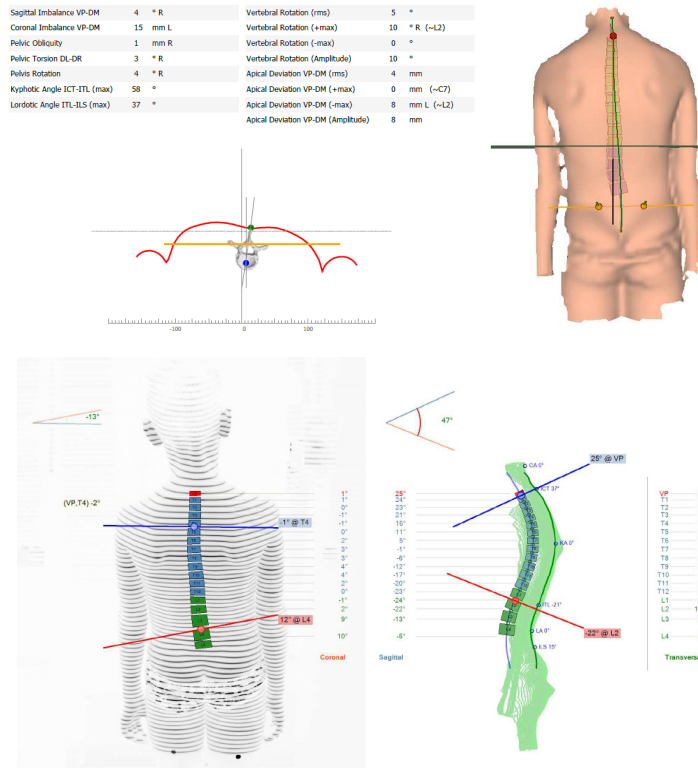 Sagittal Imbalance VP-DM 4 ° R
Coronal Imbalance VP-DM 15 mm L
Pelvic Obliquity 1 mm R
Pelvic Torsion DL-DR 3 ° R
Pelvis Rotation 4 ° R
Kyphotic Angle ICT-ITL (max) 58 °
Lordotic Angle ITL-ILS (max) 37 °
Vertebral Rotation (rms) 5 °
Vertebral Rotation (+max) 10 ° R (~L2)
Vertebral Rotation (-max) 0 °
Vertebral Rotation (Amplitude) 10 °
Apical Deviation VP-DM (rms) 4 mm
Apical Deviation VP-DM (+max) 0 mm (~C7)
Apical Deviation VP-DM (-max) 8 mm L (~L2)
Apical Deviation VP-DM (Amplitude) 8 mm
-100 0 100
-13°
(VP,T4) -2°
-1° @ T4
12° @ L4
1°
0°
0°
-1°
-1°
0°
2°
3°
3°
4°
4°
2°
0°
-1°
2°
9°
10°
Coronal
47°
25° @ VP
-22° @ L2
CA 0°
ICT 37°
KA 0°
ITL -21°
LA 0°
ILS 15°
25°
24°
23°
21°
16°
11°
5°
-1°
-6°
-12°
-17°
-20°
-23°
-24°
-22°
-13°
-6°
Sagittal
VP
T1
T2
T3
T4
T5
T6
T7
T8
T9
T10
T11
T12
L1
L2 1
L3
L4
Transvers